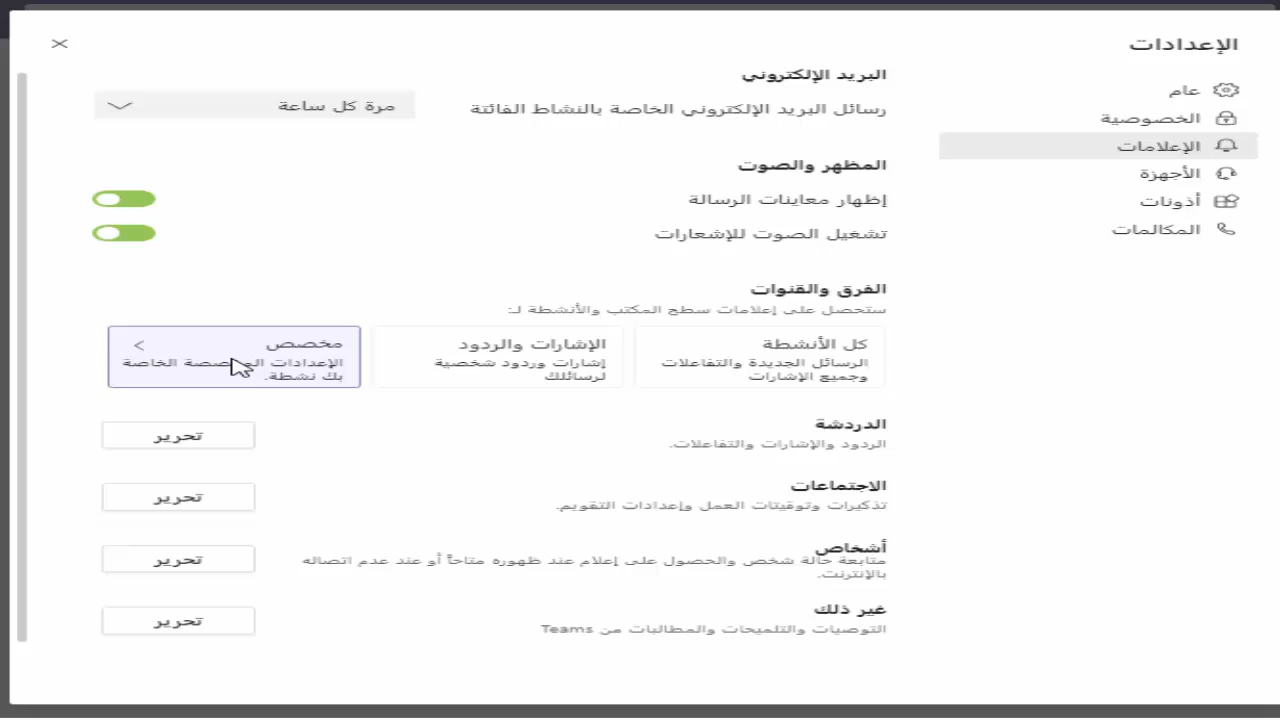 الإعدادات
عام
الخصوصية
الإعلامات
الأجهزة
أذونات
المكالمات
البريد الإلكتروني
رسائل البريد الإلكتروني الخاصة بالنشاط الفائتة
مرة كل ساعة
المظهر والصوت
إظهار معاينات الرسالة
تشغيل الصوت للإشعارات
الفرق والقنوات
ستحصل على إعلامات سطح المكتب والأنشطة لـ:
كل الأنشطة
الرسائل الجديدة والتفاعلات
وجميع الإشارات
الإشارات والردود
إشارات وردود شخصية
لرسائلك
مخصص
الإعدادات الخاصة
بك نشطة.
الدردشة
الردود والإشارات والتفاعلات.
تحرير
الاجتماعات
تذكيرات وتوقيتات العمل وإعدادات التقويم.
تحرير
أشخاص
متابعة حالة شخص والحصول على إعلام عند ظهوره متاحاً أو عند عدم اتصاله
بالإنترنت.
تحرير
غير ذلك
التوصيات والتلميحات والمطالبات من Teams
تحرير